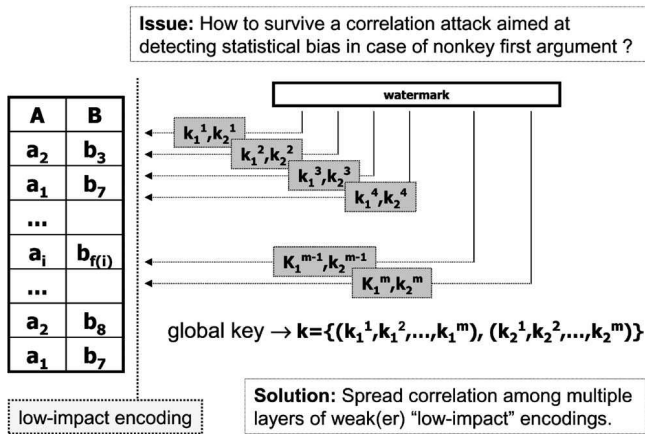 Issue: How to survive a correlation attack aimed at
detecting statistical bias in case of nonkey first argument ?
watermark
A B
a₂ b₃
a₁ b₇
...
aᵢ b_f(i)
...
a₂ b₈
a₁ b₇
k₁¹,k₂¹
k₁²,k₂²
k₁³,k₂³
k₁⁴,k₂⁴
K₁ᵐ⁻¹,k₂ᵐ⁻¹
K₁ᵐ,k₂ᵐ
global key → k={(k₁¹,k₁²,...,k₁ᵐ), (k₂¹,k₂²,...,k₂ᵐ)}
low-impact encoding
Solution: Spread correlation among multiple
layers of weak(er) “low-impact” encodings.